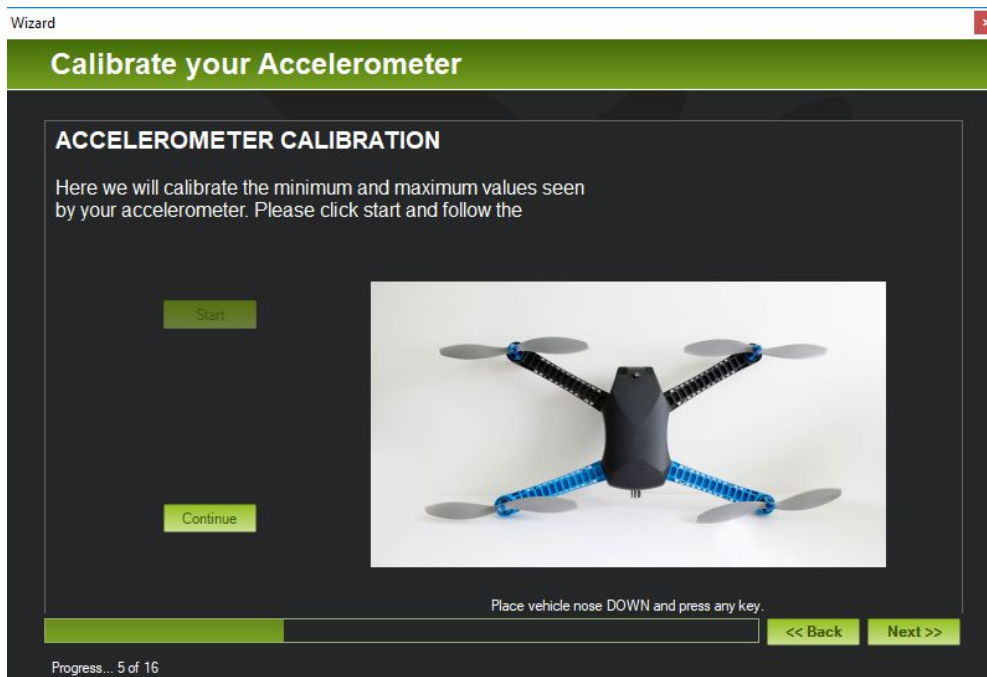 Wizard
Calibrate your Accelerometer
ACCELEROMETER CALIBRATION
Here we will calibrate the minimum and maximum values seen
by your accelerometer. Please click start and follow the
Start
Continue
Place vehicle nose DOWN and press any key.
<< Back
Next >>
Progress... 5 of 16